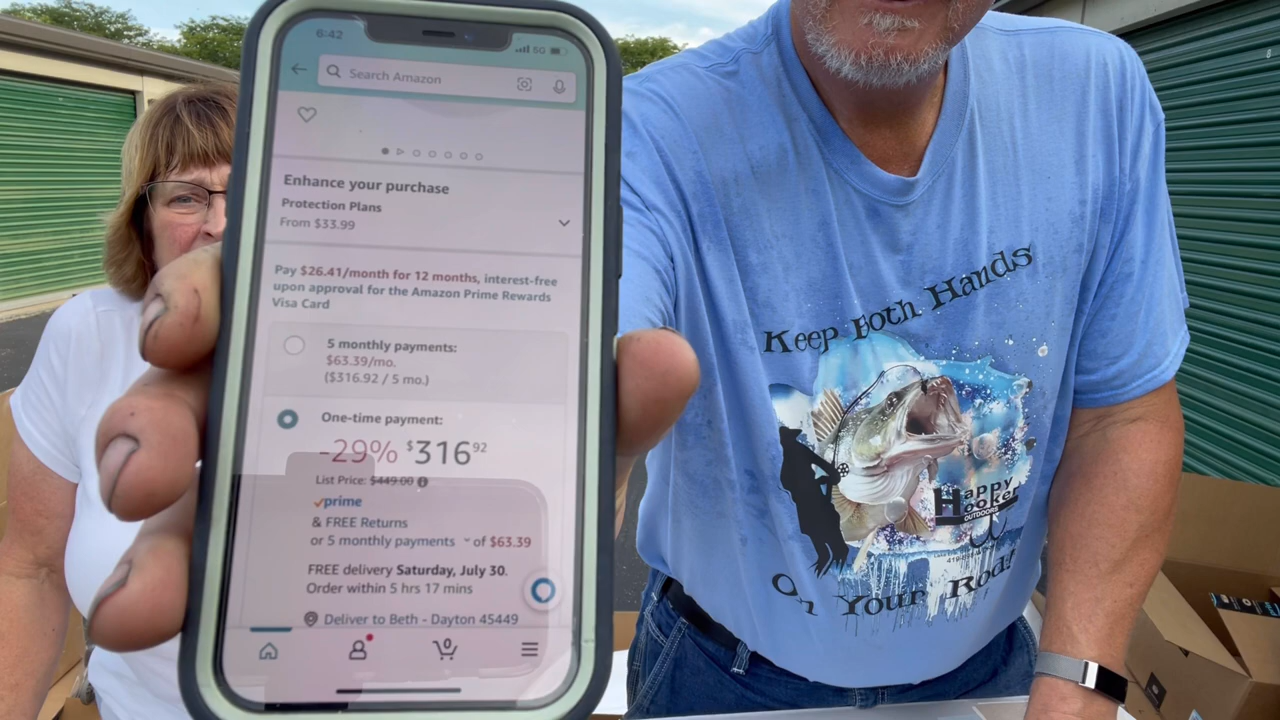 6:42
5G
Search Amazon
Enhance your purchase
Protection Plans
From $33.99
Pay $26.41/month for 12 months, interest-free
upon approval for the Amazon Prime Rewards
Visa Card
5 monthly payments:
$63.39/mo.
($316.92 / 5 mo.)
One-time payment:
-29% $316 92
List Price: $449.00
prime
& FREE Returns
or 5 monthly payments of $63.39
FREE delivery Saturday, July 30.
Order within 5 hrs 17 mins
Deliver to Beth - Dayton 45449
0
Keep Both Hands
Happy
Hooker
OUTDOORS
On Your Rod!